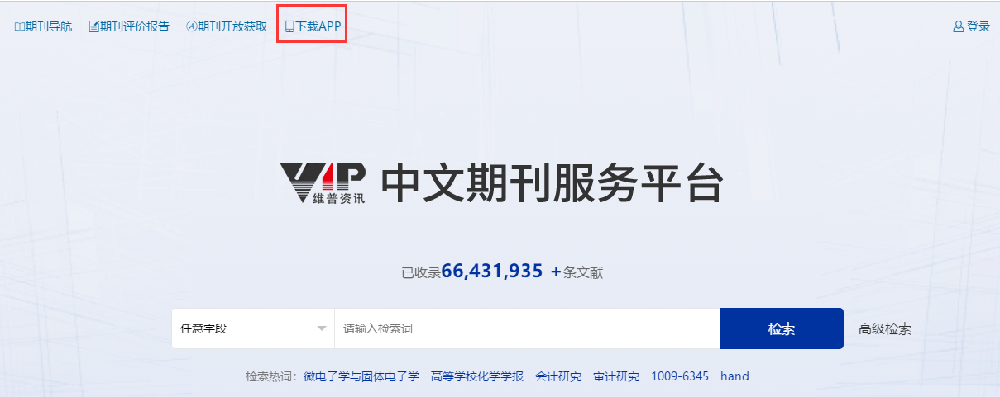 期刊导航 期刊评价报告 期刊开放获取 下载APP 登录
VIP 维普资讯 中文期刊服务平台
已收录66,431,935 +条文献
任意字段 请输入检索词 检索 高级检索
检索热词: 微电子学与固体电子学 高等学校化学学报 会计研究 审计研究 1009-6345 hand